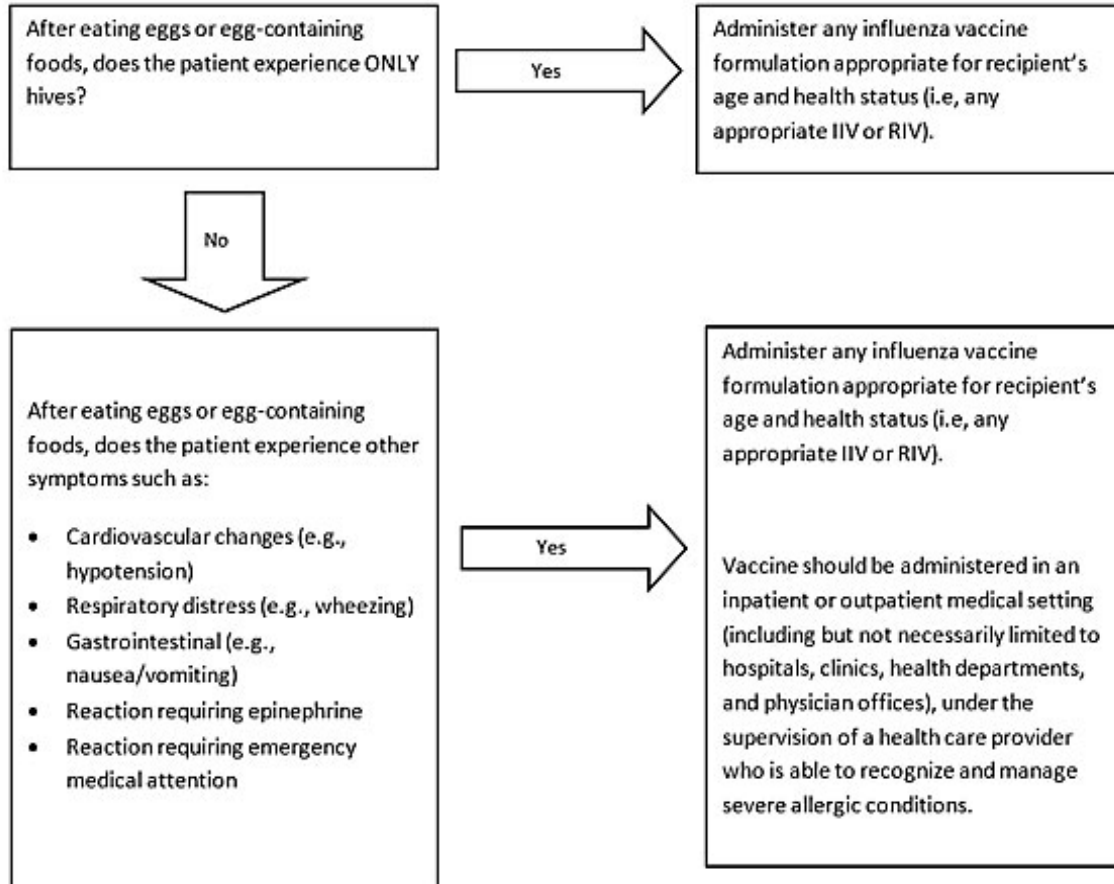 After eating eggs or egg-containing
foods, does the patient experience ONLY
hives?
Yes
Administer any influenza vaccine
formulation appropriate for recipient's
age and health status (i.e, any
appropriate IIV or RIV).
No
After eating eggs or egg-containing
foods, does the patient experience other
symptoms such as:
• Cardiovascular changes (e.g.,
hypotension)
• Respiratory distress (e.g., wheezing)
• Gastrointestinal (e.g.,
nausea/vomiting)
• Reaction requiring epinephrine
• Reaction requiring emergency
medical attention
Yes
Administer any influenza vaccine
formulation appropriate for recipient's
age and health status (i.e, any
appropriate IIV or RIV).
Vaccine should be administered in an
inpatient or outpatient medical setting
(including but not necessarily limited to
hospitals, clinics, health departments,
and physician offices), under the
supervision of a health care provider
who is able to recognize and manage
severe allergic conditions.